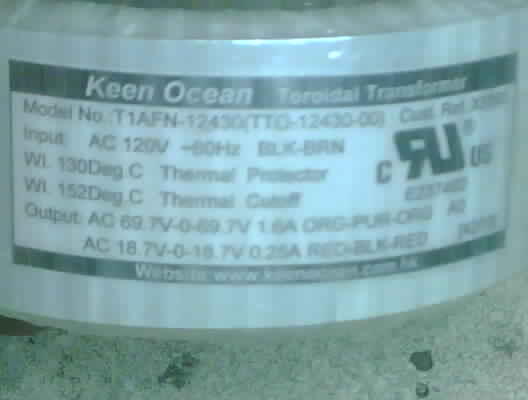 Keen Ocean Toroidal Transformer
Model No.:T1AFN-12430(TTO-12430-00) Cust. Ref.
Input: AC 120V ~60Hz BLK-BRN
WI. 130Deg.C Thermal Protector
WI. 152Deg.C Thermal Cutoff
C RU ® US
Output: AC 69.7V-0-69.7V 1.6A ORG-PUR-ORG
AC 18.7V-0-18.7V 0.25A RED-BLK-RED
Website:www.keenocean.com.hk